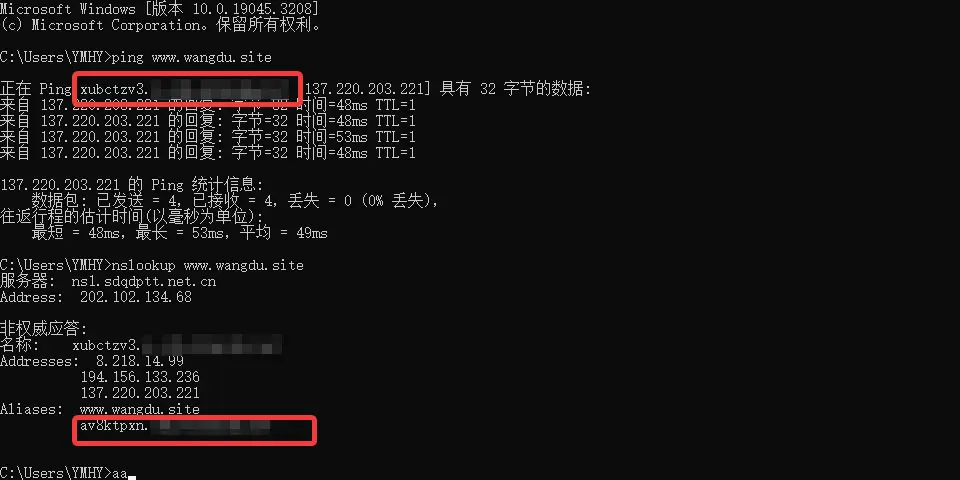 Microsoft Windows [版本 10.0.19045.3208]
(c) Microsoft Corporation。保留所有权利。
C:\Users\YMHY>ping www.wangdu.site
正在 Ping xubctzv3. 137.220.203.221] 具有 32 字节的数据:
来自 137.220.203.221 的回复: 字节=32 时间=48ms TTL=1
来自 137.220.203.221 的回复: 字节=32 时间=48ms TTL=1
来自 137.220.203.221 的回复: 字节=32 时间=53ms TTL=1
来自 137.220.203.221 的回复: 字节=32 时间=48ms TTL=1
137.220.203.221 的 Ping 统计信息:
数据包: 已发送 = 4, 已接收 = 4, 丢失 = 0 (0% 丢失),
往返行程的估计时间(以毫秒为单位):
最短 = 48ms, 最长 = 53ms, 平均 = 49ms
C:\Users\YMHY>nslookup www.wangdu.site
服务器: ns1.sdqdptt.net.cn
Address: 202.102.134.68
非权威应答:
名称: xubctzv3.
Addresses: 8.218.14.99
194.156.133.236
137.220.203.221
Aliases: www.wangdu.site
av8ktpxn.
C:\Users\YMHY>aa